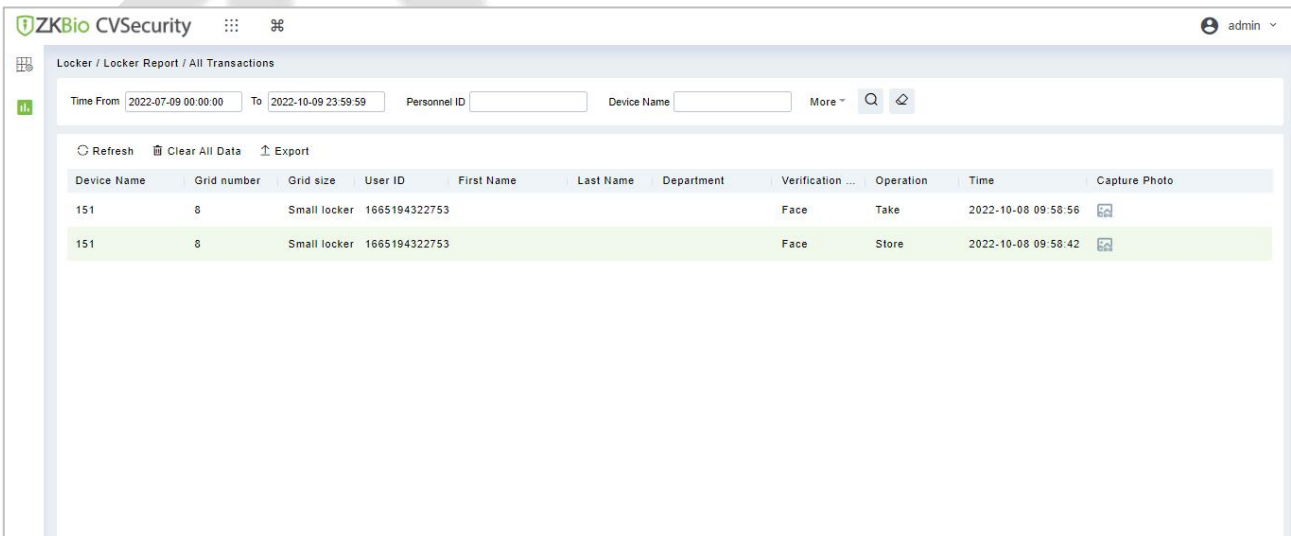 ZKBio CVSecurity admin
Locker / Locker Report / All Transactions
Time From 2022-07-09 00:00:00 To 2022-10-09 23:59:59 Personnel ID Device Name More
Refresh Clear All Data Export
Device Name Grid number Grid size User ID First Name Last Name Department Verification ... Operation Time Capture Photo
151 8 Small locker 1665194322753 Face Take 2022-10-08 09:58:56
151 8 Small locker 1665194322753 Face Store 2022-10-08 09:58:42